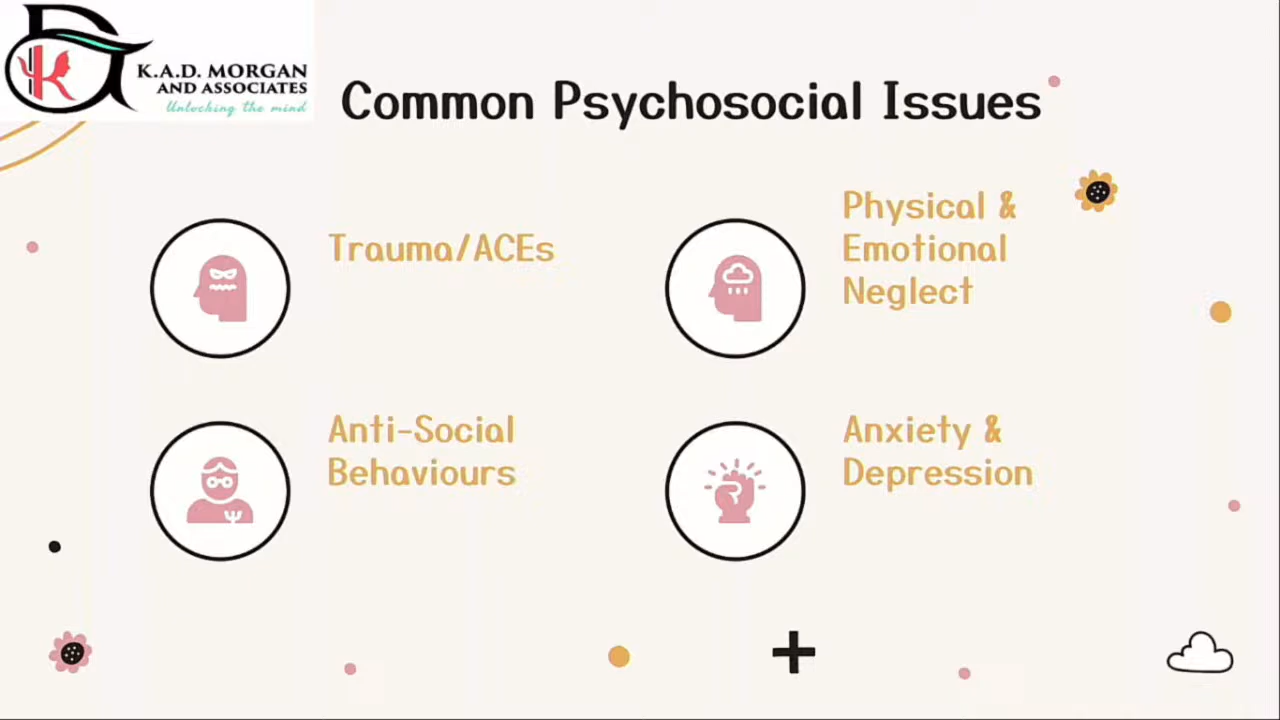 K.A.D. MORGAN
AND ASSOCIATES
Unlocking the mind
Common Psychosocial Issues
Trauma/ACEs
Physical &
Emotional
Neglect
Anti-Social
Behaviours
Anxiety &
Depression